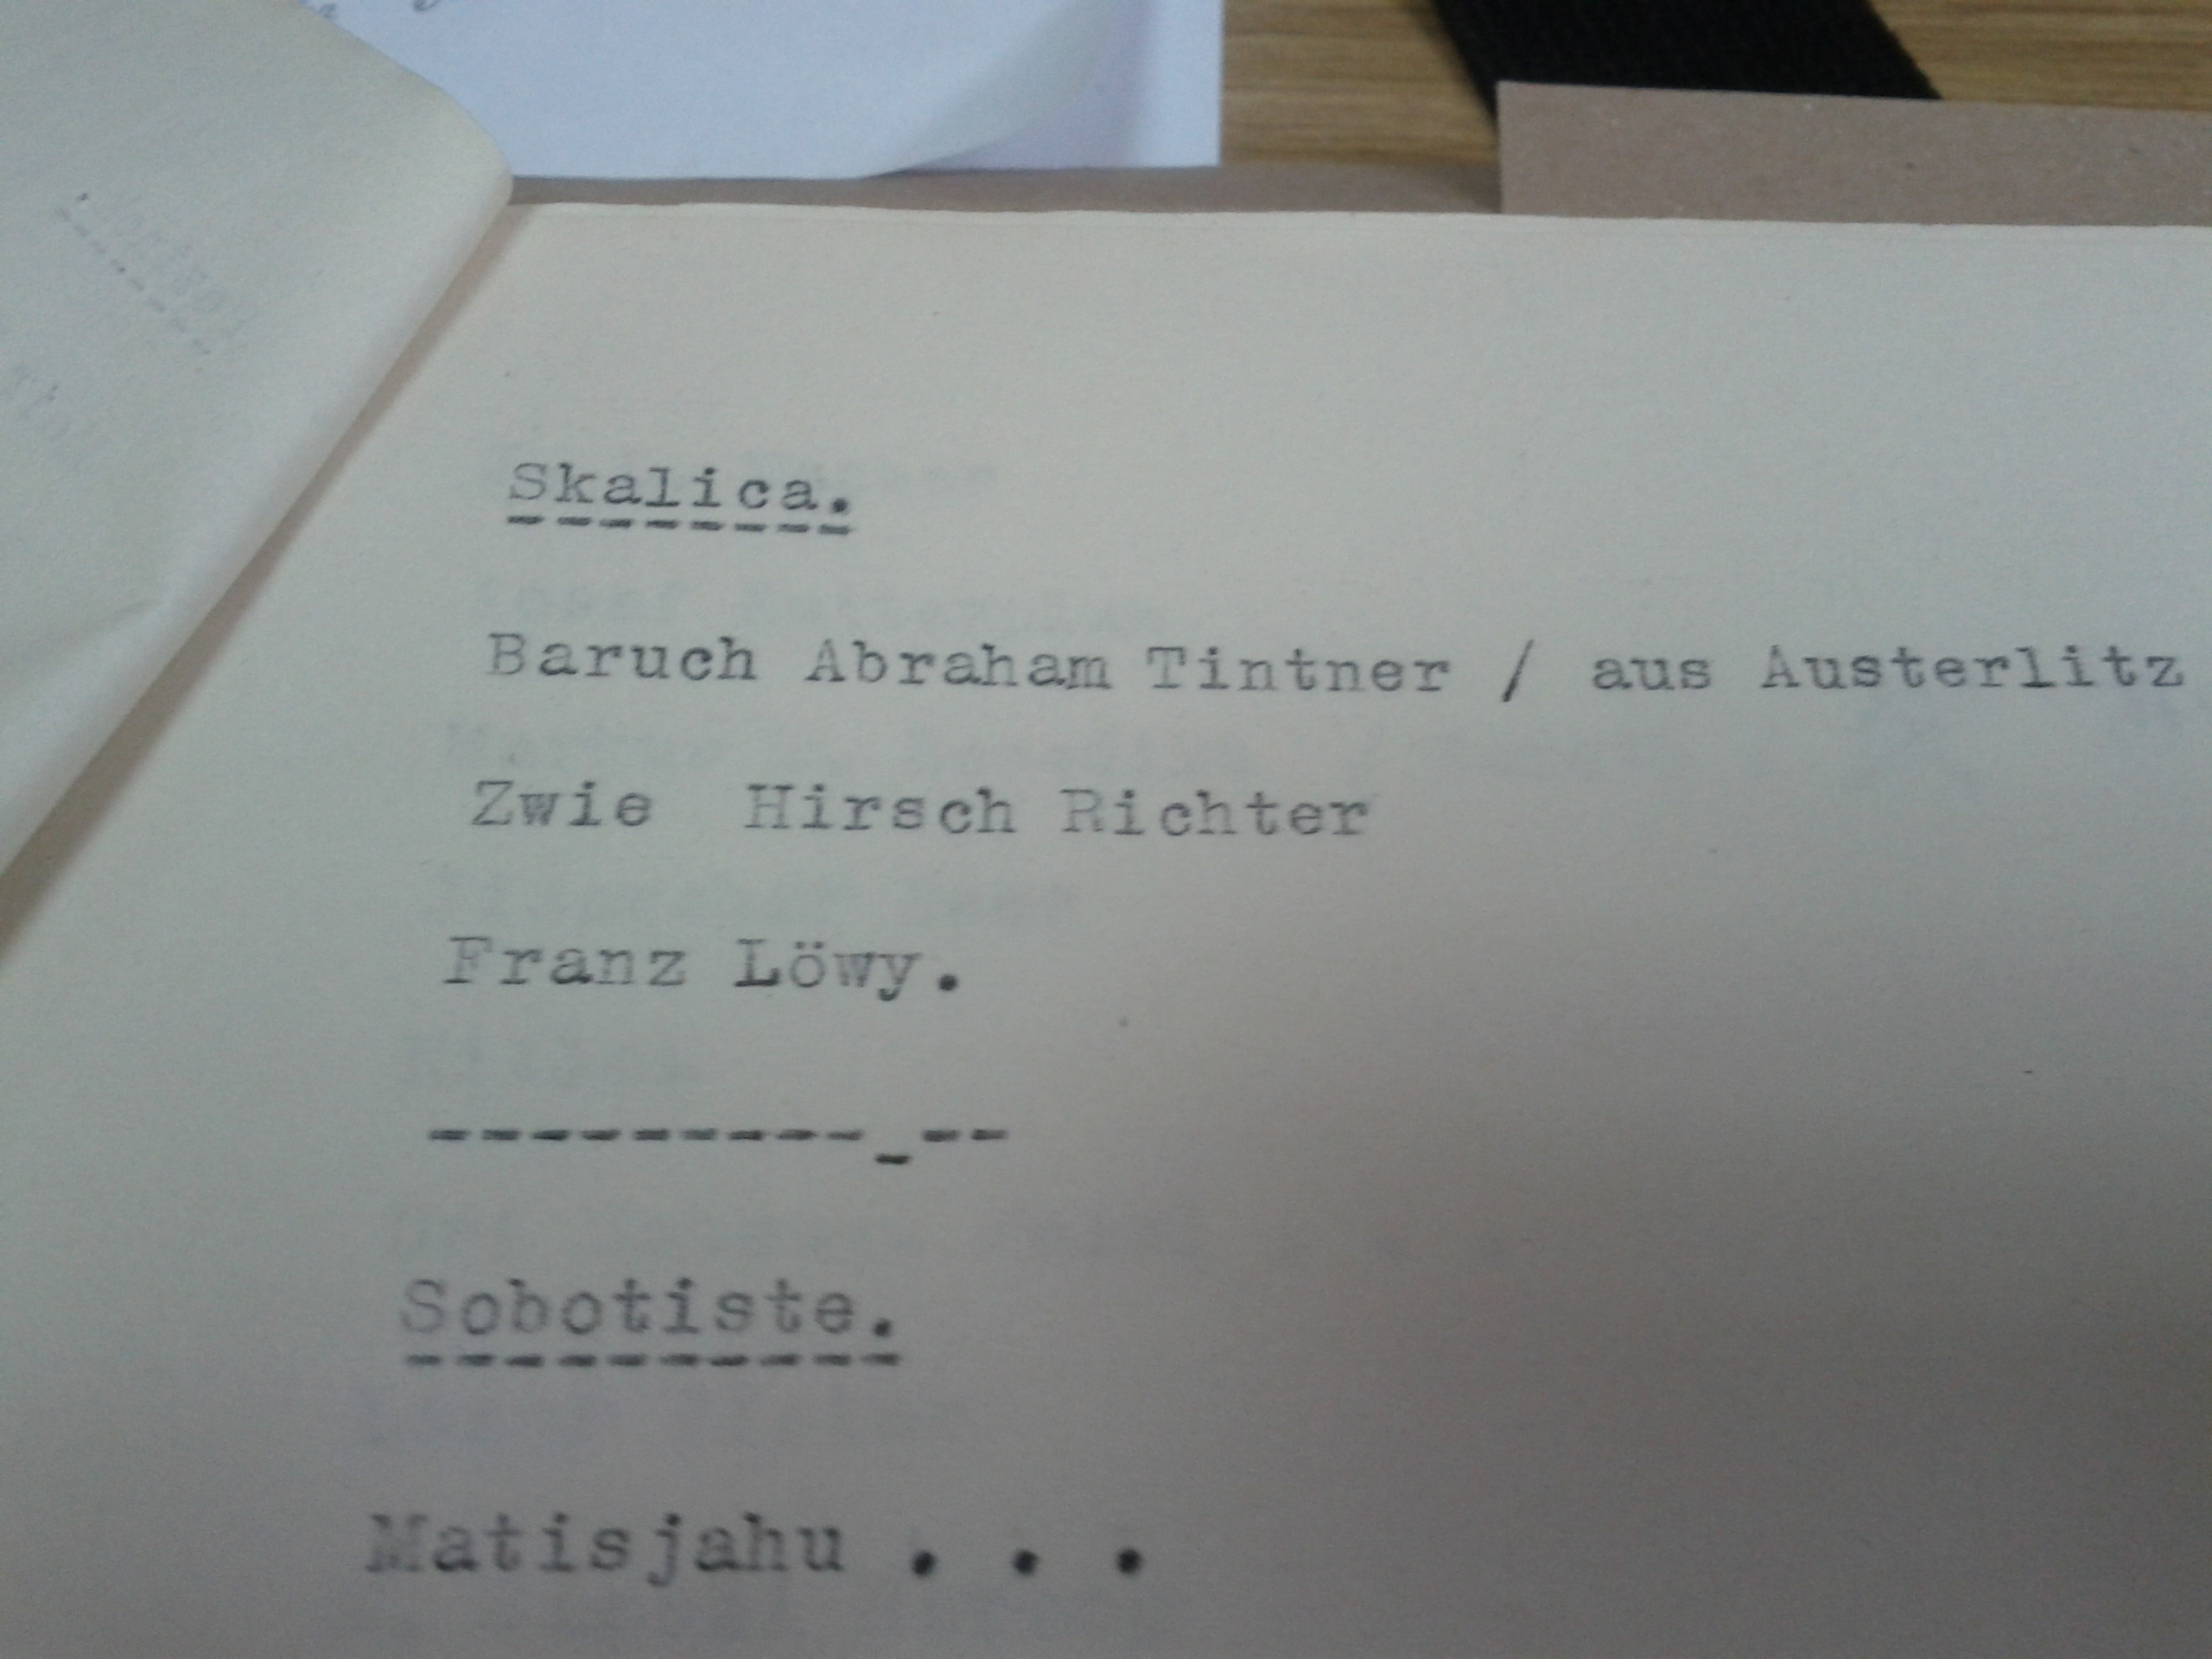 Skalica.
--------
Baruch Abraham Tintner / aus Austerlitz
Zwie Hirsch Richter
Franz Löwy.
------------
Sobotiste.
----------
Matisjahu . . .